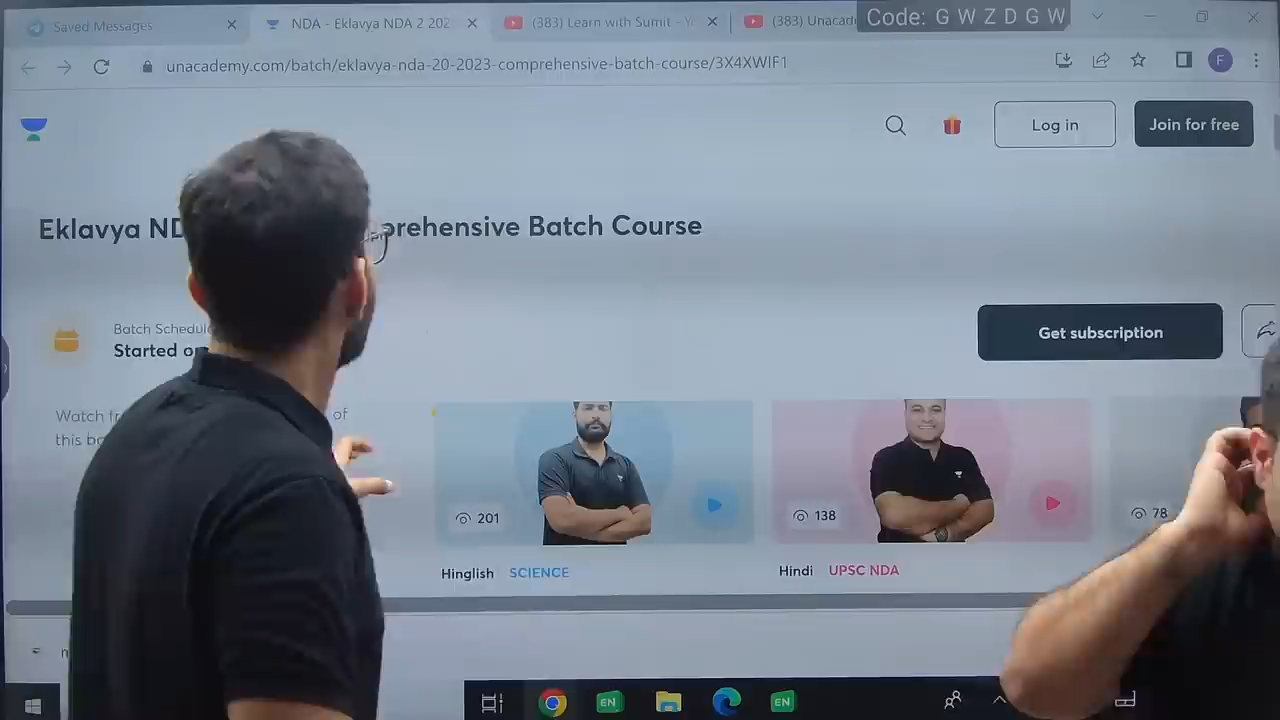 Saved Messages
NDA - Eklavya NDA 2 202
(383) Learn with Sumit - Y
(383) Unacad
Code: G W Z D G W
unacademy.com/batch/eklavya-nda-20-2023-comprehensive-batch-course/3X4XWIF1
F
Log in
Join for free
Eklavya ND prehensive Batch Course
Batch Schedul
Started o
Get subscription
Watch fr of
this ba
201
138
78
Hinglish SCIENCE
Hindi UPSC NDA
EN
EN